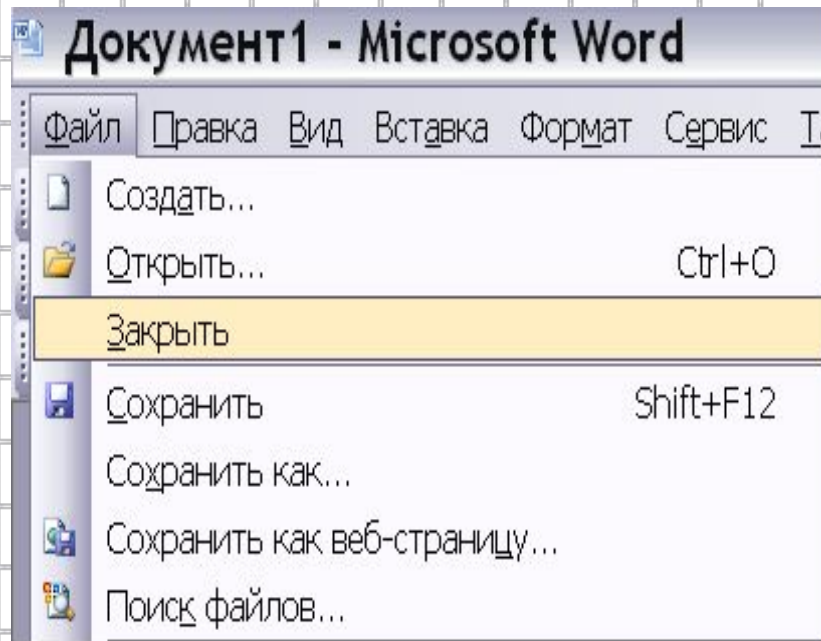 Документ1 - Microsoft Word
Файл Правка Вид Вставка Формат Сервис
Создать...
Открыть... Ctrl+O
Закрыть
Сохранить Shift+F12
Сохранить как...
Сохранить как веб-страницу...
Поиск файлов...